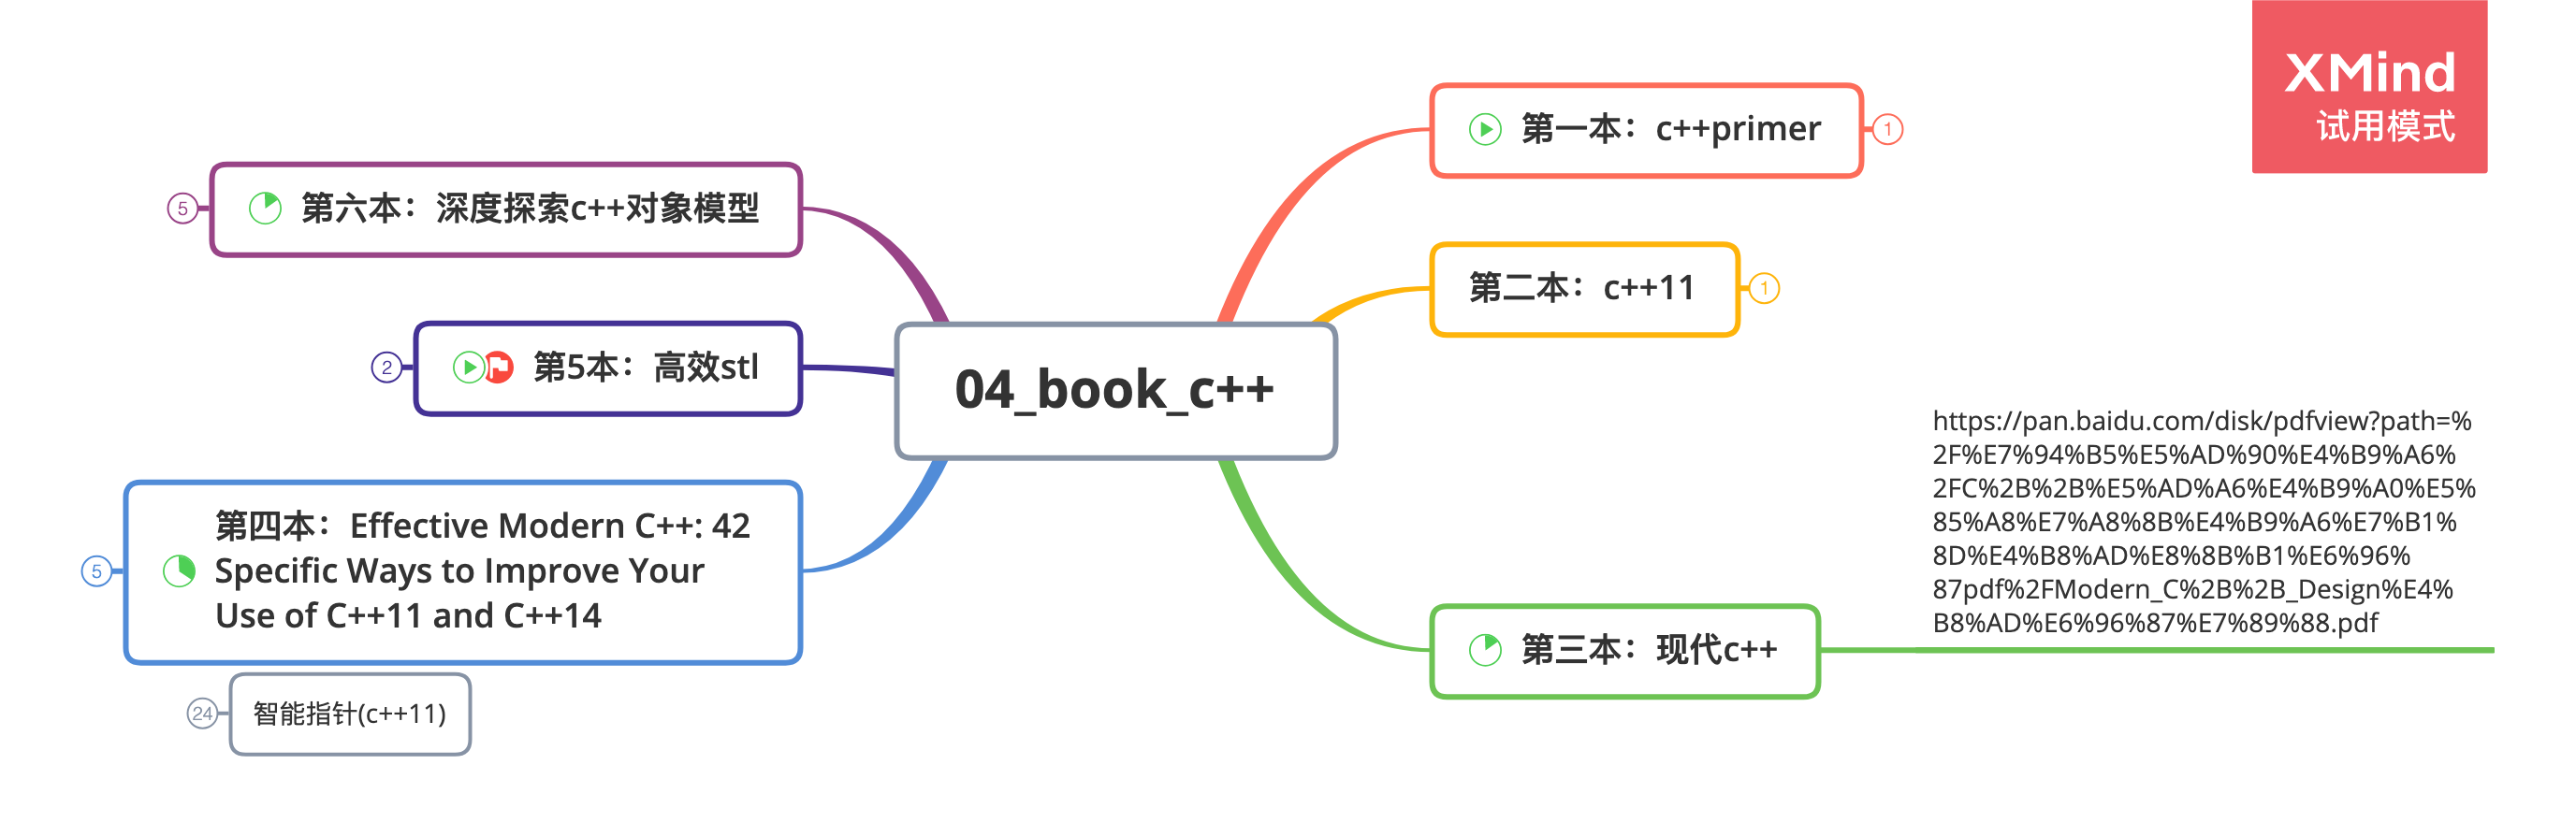 XMind
试用模式
第一本：c++primer
1
第二本：c++11
1
https://pan.baidu.com/disk/pdfview?path=%
2F%E7%94%B5%E5%AD%90%E4%B9%A6%
2FC%2B%2B%E5%AD%A6%E4%B9%A0%E5%
85%A8%E7%A8%8B%E4%B9%A6%E7%B1%
8D%E4%B8%AD%E8%8B%B1%E6%96%
87pdf%2FModern_C%2B%2B_Design%E4%
B8%AD%E6%96%87%E7%89%88.pdf
第三本：现代c++
04_book_c++
5
第六本：深度探索c++对象模型
2
第5本：高效stl
5
第四本：Effective Modern C++: 42
Specific Ways to Improve Your
Use of C++11 and C++14
24
智能指针(c++11)